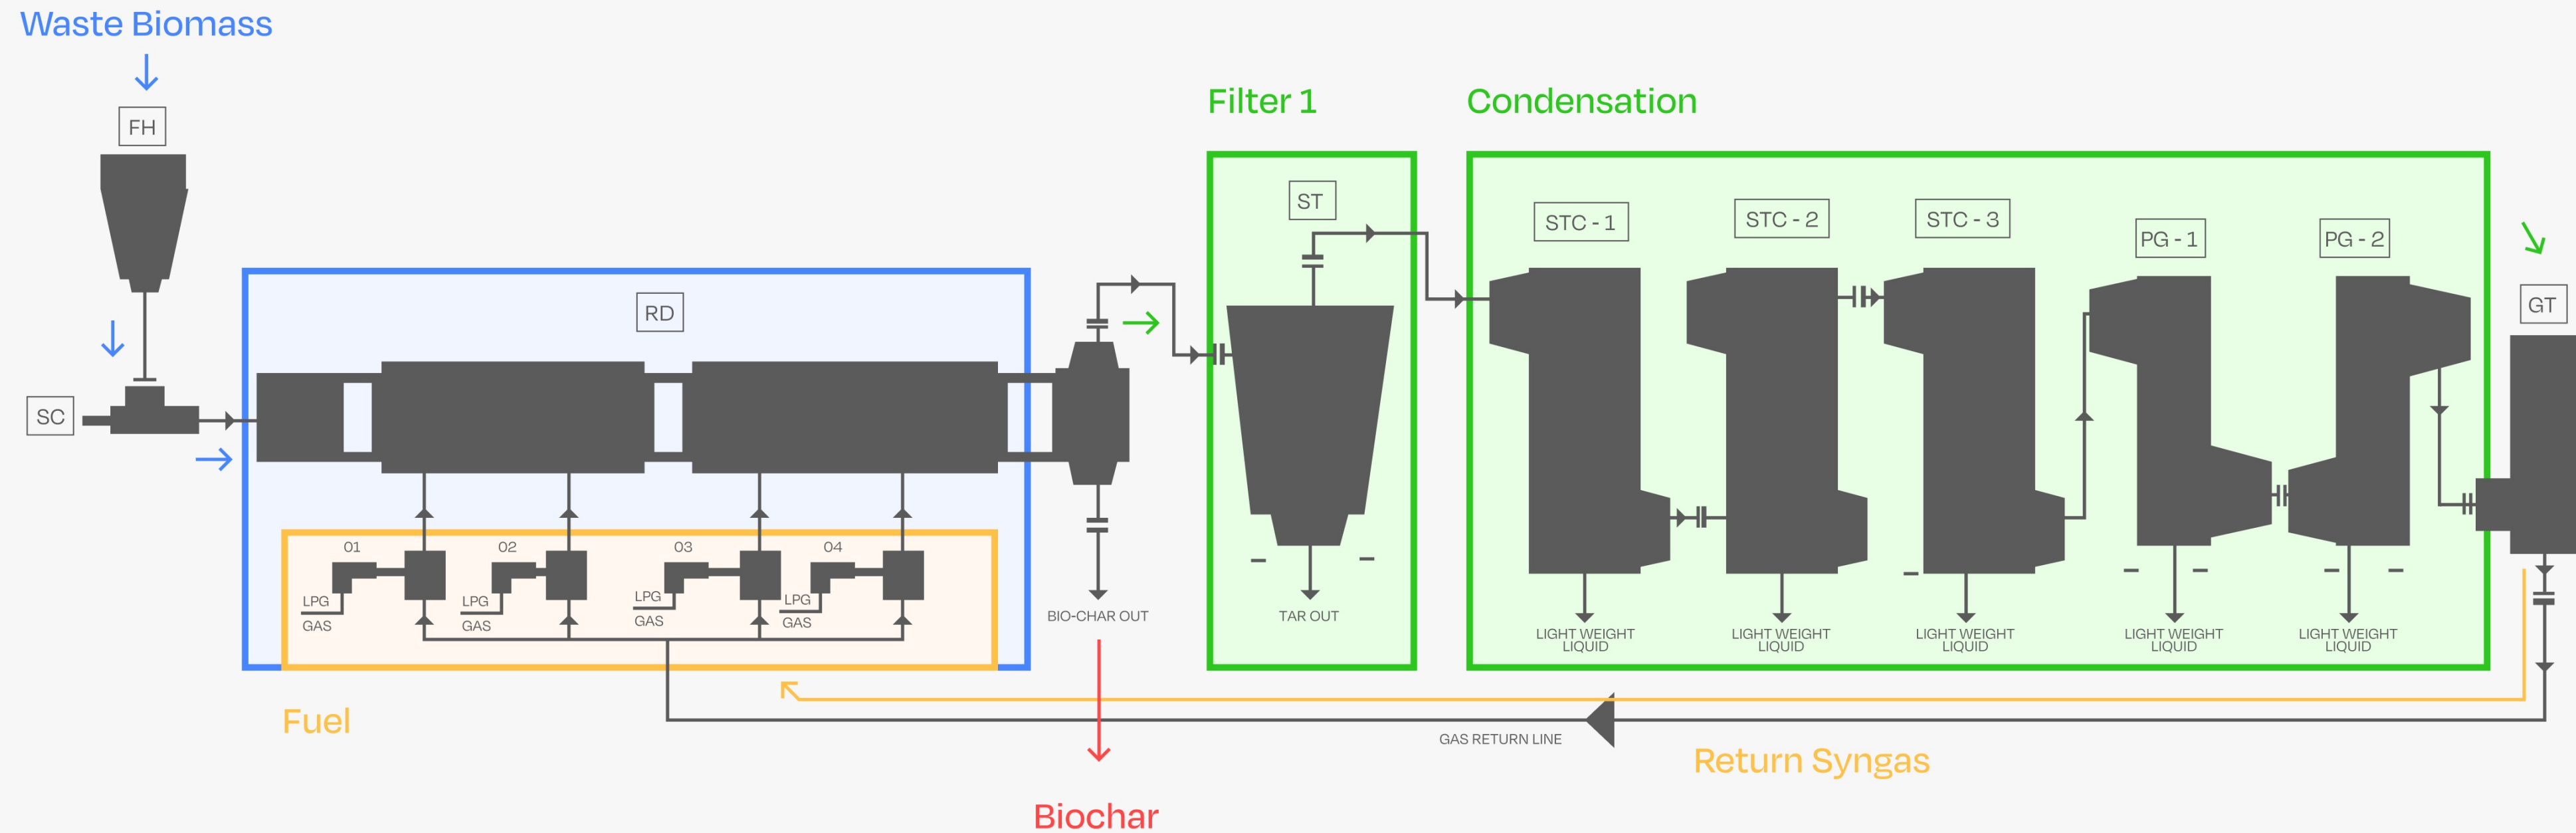 Waste Biomass
FH
SC
RD
01
02
03
04
LPG
GAS
LPG
GAS
LPG
GAS
LPG
GAS
Fuel
BIO-CHAR OUT
Biochar
Filter 1
ST
TAR OUT
Condensation
STC - 1
STC - 2
STC - 3
PG - 1
PG - 2
LIGHT WEIGHT
LIQUID
LIGHT WEIGHT
LIQUID
LIGHT WEIGHT
LIQUID
LIGHT WEIGHT
LIQUID
LIGHT WEIGHT
LIQUID
GT
GAS RETURN LINE
Return Syngas